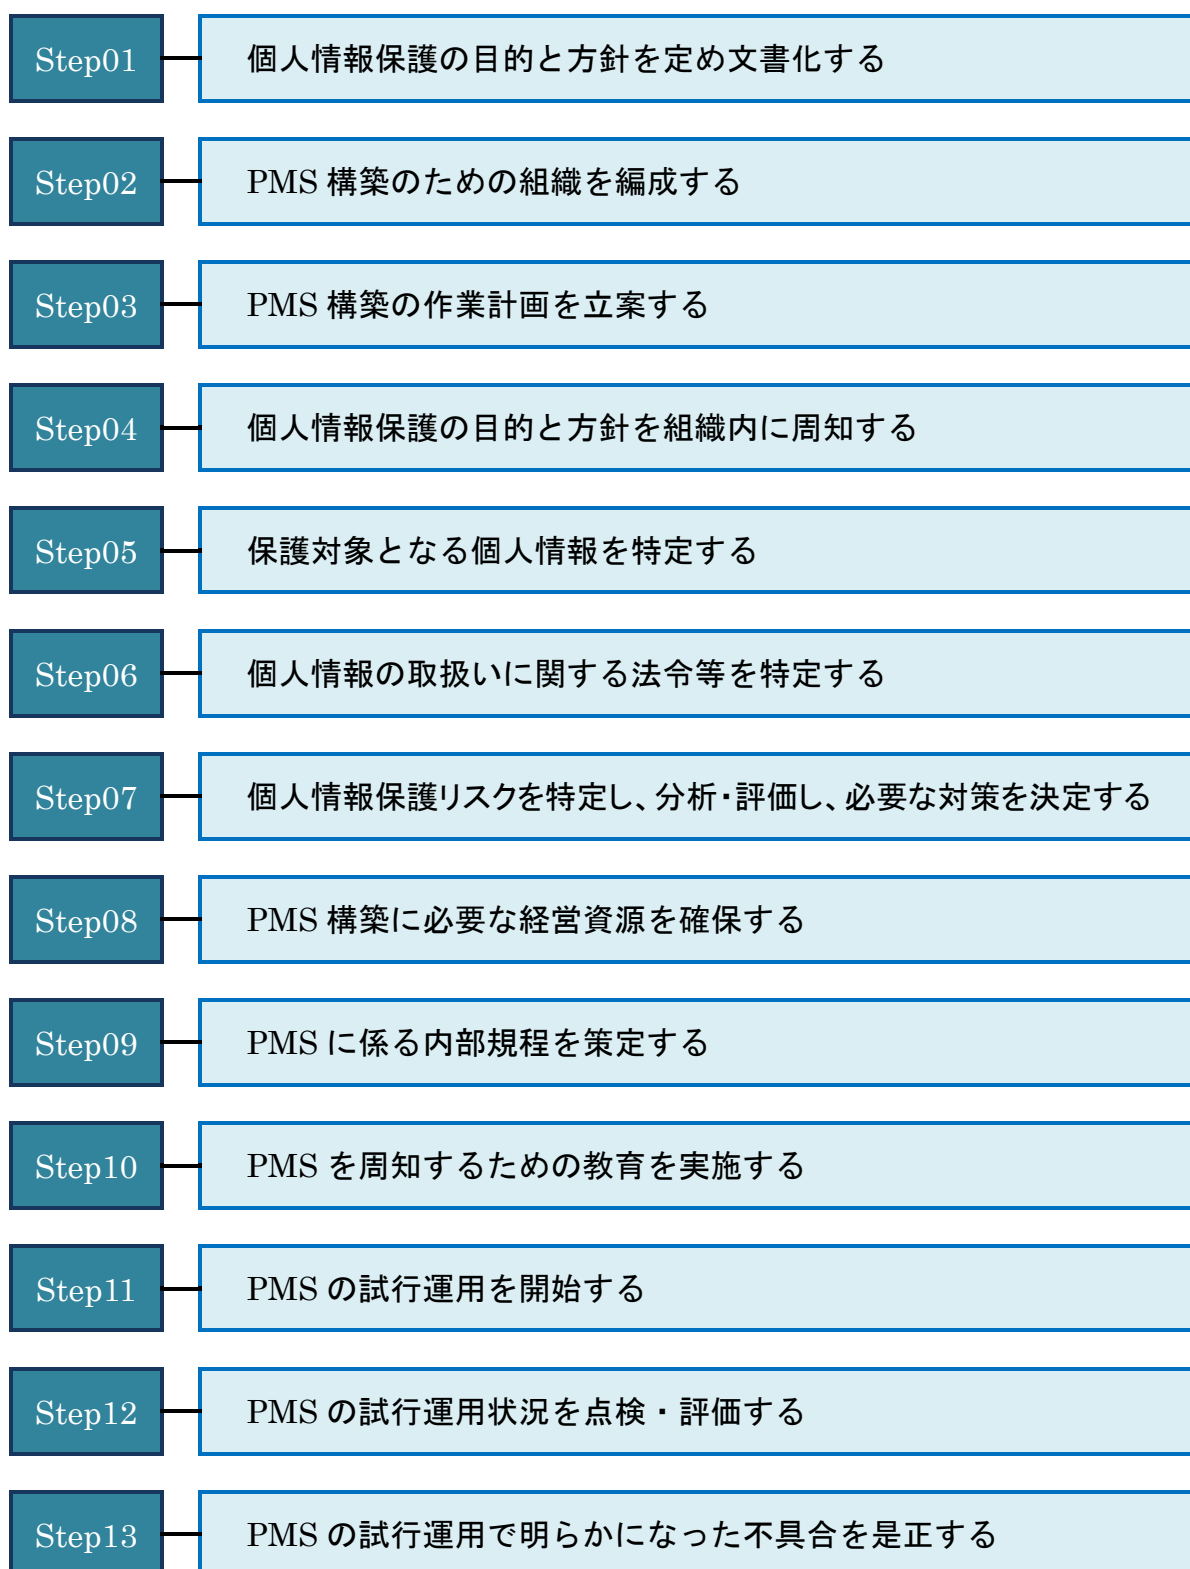 Step01 個人情報保護の目的と方針を定め文書化する
Step02 PMS 構築のための組織を編成する
Step03 PMS 構築の作業計画を立案する
Step04 個人情報保護の目的と方針を組織内に周知する
Step05 保護対象となる個人情報を特定する
Step06 個人情報の取扱いに関する法令等を特定する
Step07 個人情報保護リスクを特定し、分析・評価し、必要な対策を決定する
Step08 PMS 構築に必要な経営資源を確保する
Step09 PMS に係る内部規程を策定する
Step10 PMS を周知するための教育を実施する
Step11 PMS の試行運用を開始する
Step12 PMS の試行運用状況を点検・評価する
Step13 PMS の試行運用で明らかになった不具合を是正する